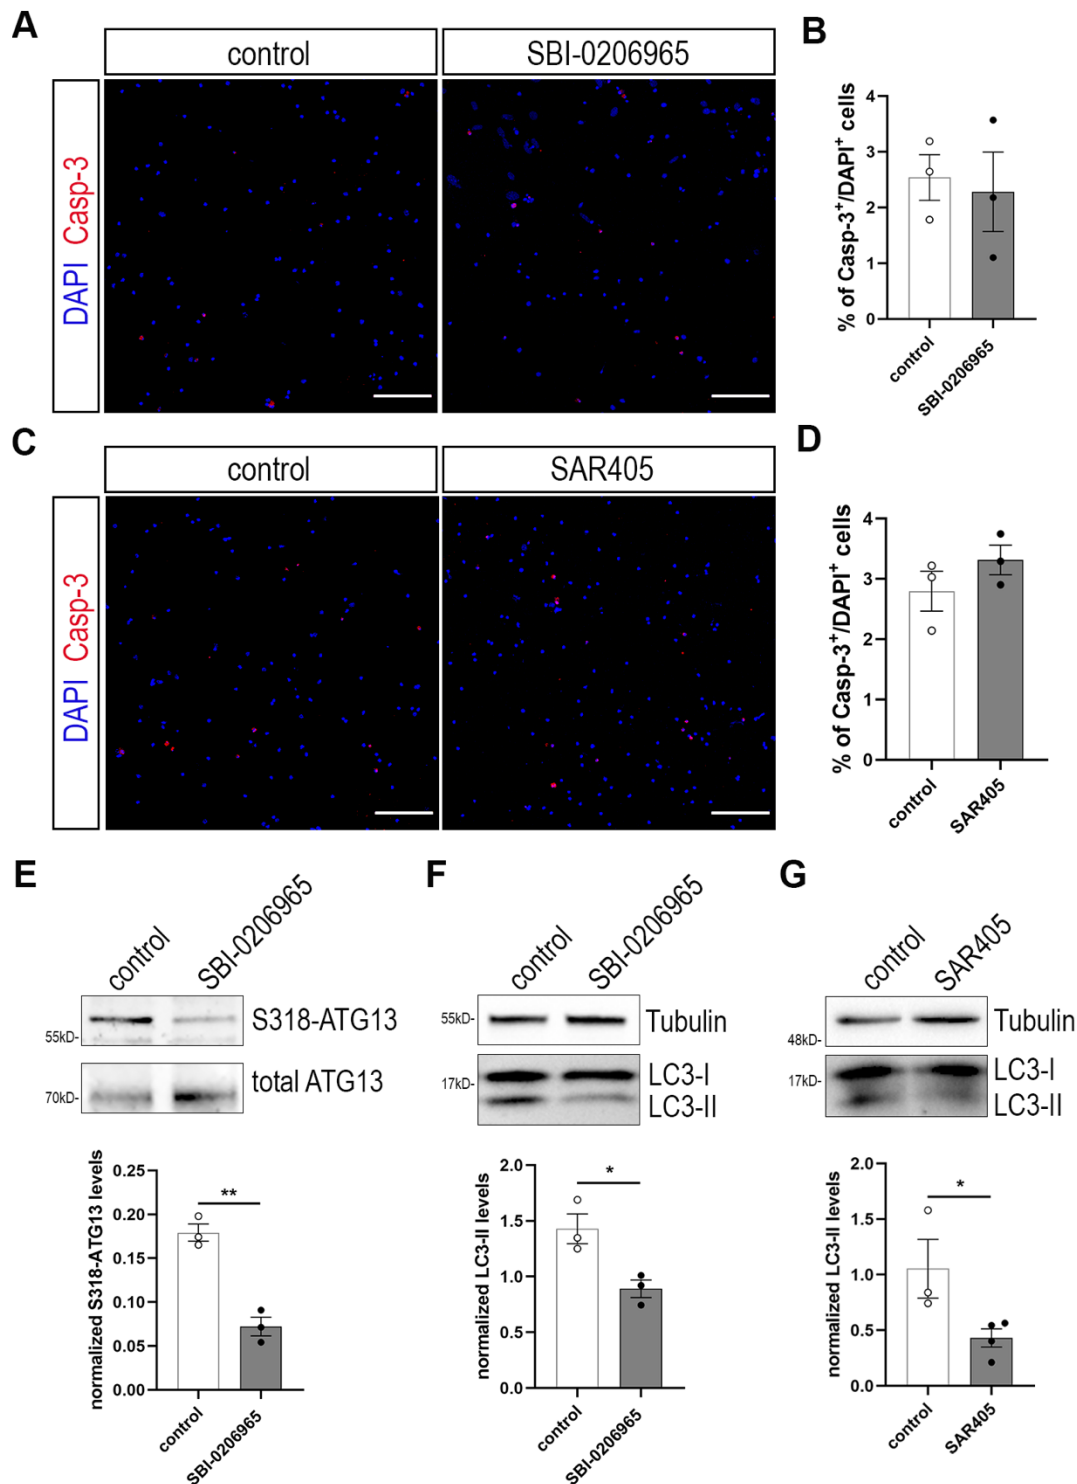 A
control
SBI-0206965
DAPI Casp-3
B
% of Casp-3+/DAPI+ cells
4
3
2
1
0
control
SBI-0206965
C
control
SAR405
DAPI Casp-3
D
% of Casp-3+/DAPI+ cells
4
3
2
1
0
control
SAR405
E
control
SBI-0206965
55kD-
S318-ATG13
70kD-
total ATG13
normalized S318-ATG13 levels
0.25
0.20
0.15
0.10
0.05
0.00
**
control
SBI-0206965
F
control
SBI-0206965
55kD-
Tubulin
17kD-
LC3-I
LC3-II
normalized LC3-II levels
2.0
1.5
1.0
0.5
0.0
*
control
SBI-0206965
G
control
SAR405
48kD-
Tubulin
17kD-
LC3-I
LC3-II
normalized LC3-II levels
2.0
1.5
1.0
0.5
0.0
*
control
SAR405